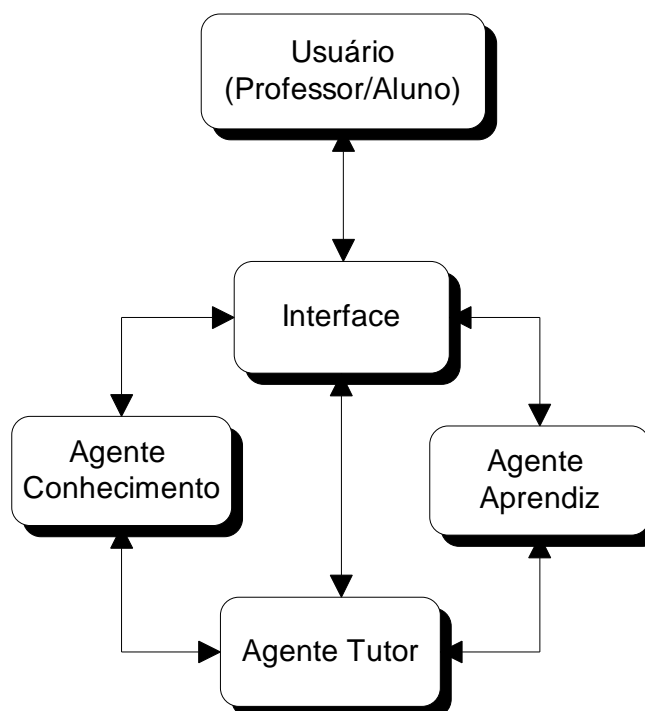 Usuário
(Professor/Aluno)
Interface
Agente
Conhecimento
Agente
Aprendiz
Agente Tutor